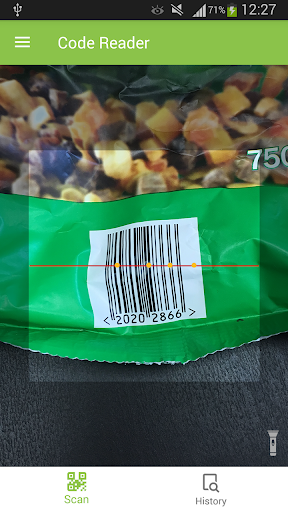 71% 12:27
Code Reader
750
< 2020 2866 >
Scan
History